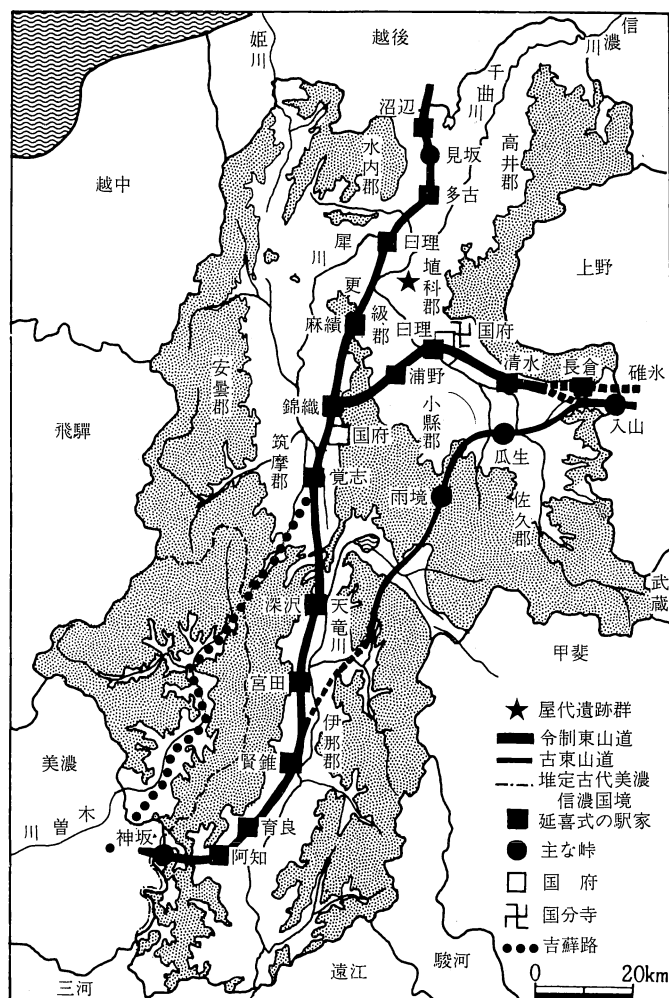 越後
姫川
信濃川
千曲川
沼辺
水内郡
見坂
高井郡
多古
越中
犀川
曰理
上野
埴科郡
更級郡
麻績
曰理
国府
安曇郡
浦野
清水
長倉
碓氷
錦織
小縣郡
入山
飛驒
国府
瓜生
筑摩郡
覚志
雨境
佐久郡
武蔵
深沢
天竜川
甲斐
宮田
伊那郡
美濃
賢錐
木曽川
育良
神坂
阿知
三河
遠江
駿河
屋代遺跡群
令制東山道
古東山道
堆定古代美濃
信濃国境
延喜式の駅家
主な峠
国府
国分寺
吉蘇路
0 20km